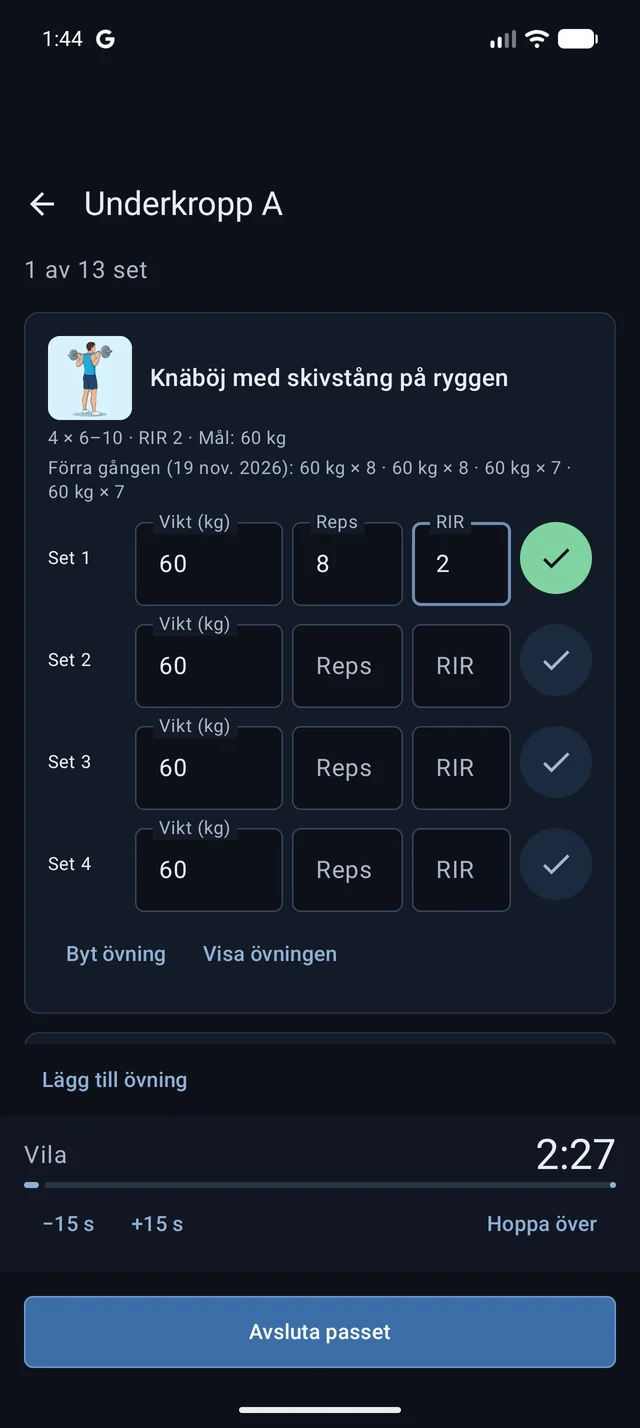 1:44 G
Underkropp A
1 av 13 set
Knäböj med skivstång på ryggen
4 × 6–10 · RIR 2 · Mål: 60 kg
Förra gången (19 nov. 2026): 60 kg × 8 · 60 kg × 8 · 60 kg × 7 ·
60 kg × 7
Vikt (kg) Reps RIR
Set 1 60 8 2
Vikt (kg)
Set 2 60 Reps RIR
Vikt (kg)
Set 3 60 Reps RIR
Vikt (kg)
Set 4 60 Reps RIR
Byt övning Visa övningen
Lägg till övning
Vila 2:27
−15 s +15 s Hoppa över
Avsluta passet